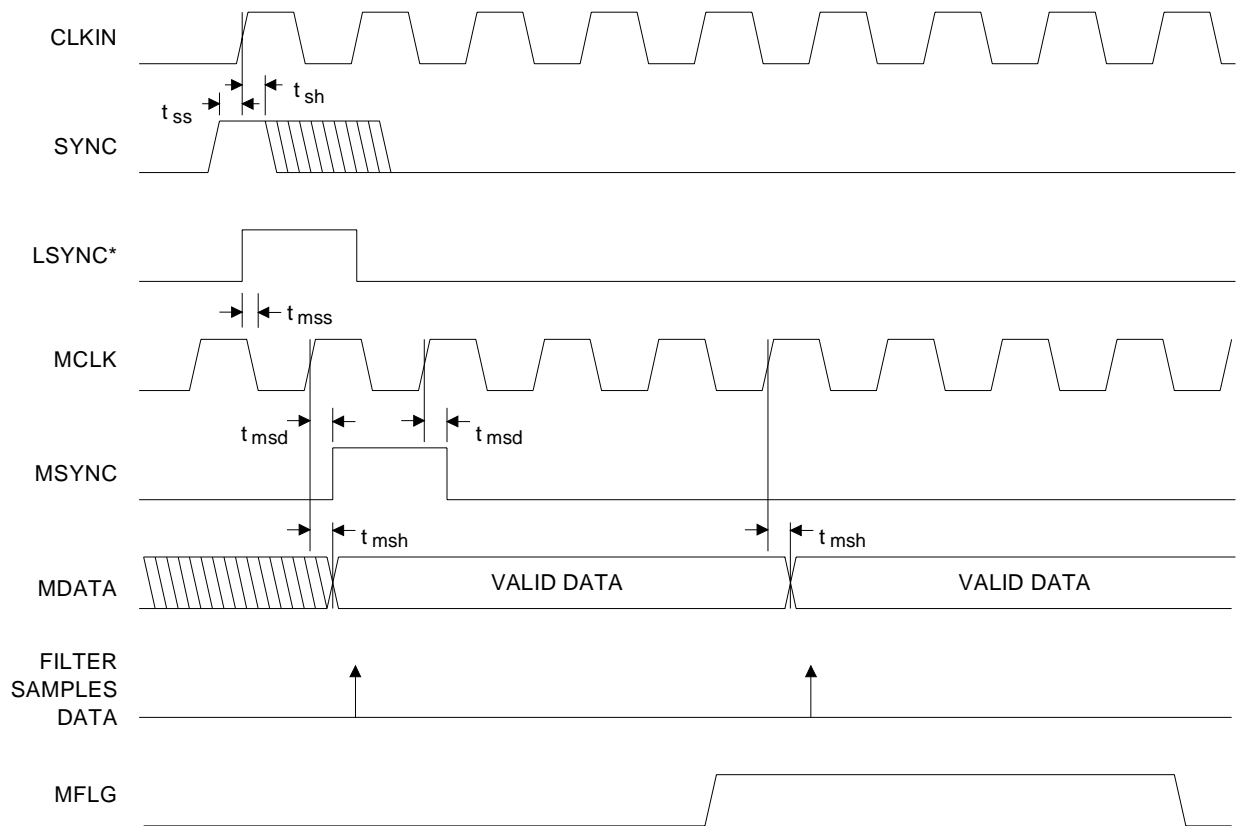 CLKIN
t sh
t ss
SYNC
LSYNC*
t mss
MCLK
t msd
t msd
MSYNC
t msh
t msh
MDATA
VALID DATA
VALID DATA
FILTER
SAMPLES
DATA
MFLG